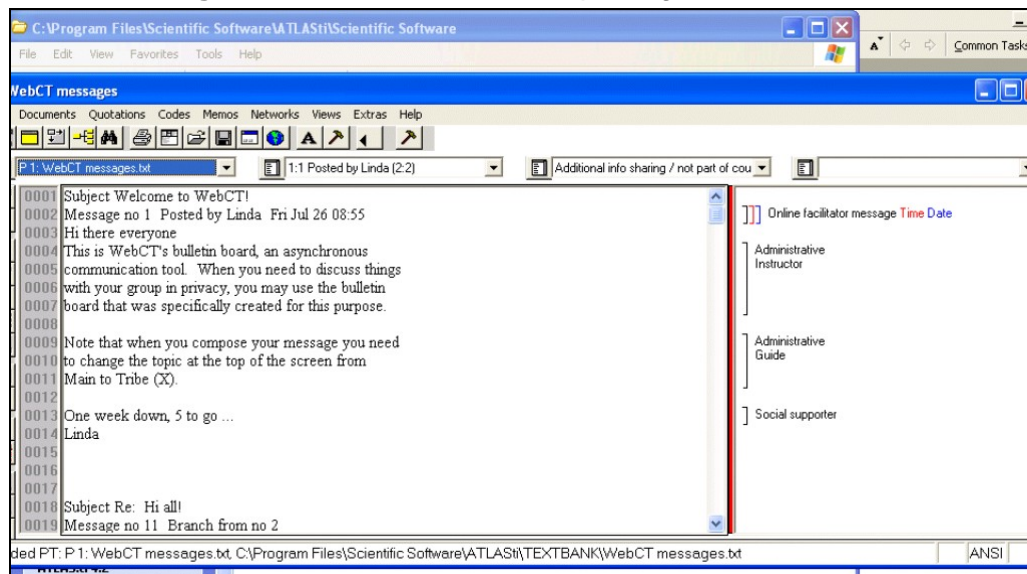 C:\Program Files\Scientific Software\ATLASti\Scientific Software
File Edit View Favorites Tools Help
A Common Tasks
WebCT messages
Documents Quotations Codes Memos Networks Views Extras Help
A
P 1: WebCT messages.txt 1:1 Posted by Linda (2:2) Additional info sharing / not part of cou
0001 Subject Welcome to WebCT!
0002 Message no 1 Posted by Linda Fri Jul 26 08:55
0003 Hi there everyone
0004 This is WebCT's bulletin board, an asynchronous
0005 communication tool. When you need to discuss things
0006 with your group in privacy, you may use the bulletin
0007 board that was specifically created for this purpose.
0008
0009 Note that when you compose your message you need
0010 to change the topic at the top of the screen from
0011 Main to Tribe (X).
0012
0013 One week down, 5 to go ...
0014 Linda
0015
0016
0017
0018 Subject Re: Hi all!
0019 Message no 11 Branch from no 2
Online facilitator message Time Date
Administrative
Instructor
Administrative
Guide
Social supporter
ded PT: P 1: WebCT messages.txt, C:\Program Files\Scientific Software\ATLASti\TEXTBANK\WebCT messages.txt ANSI